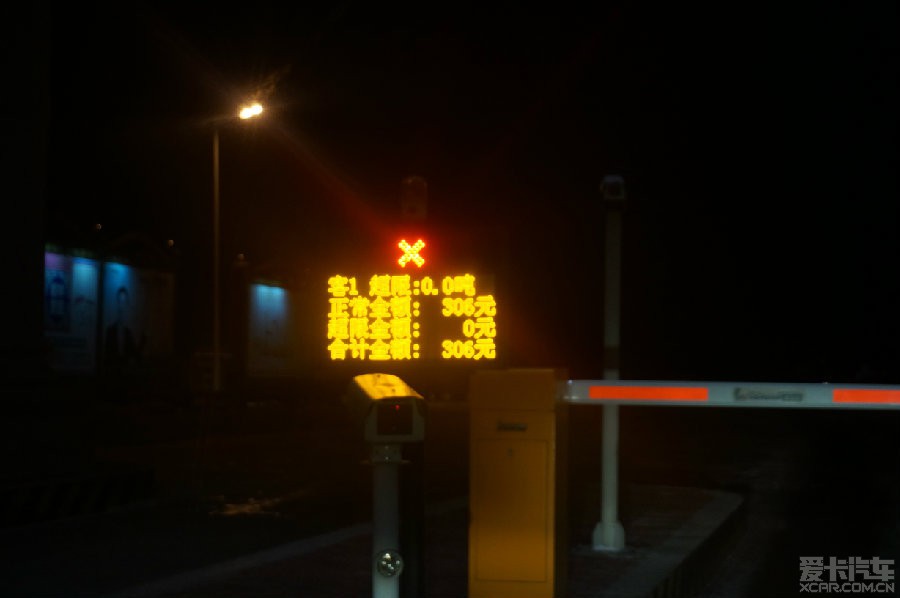 客1 超限:0.0吨
正常金额: 306元
超限金额: 0元
合计金额: 306元
爱卡汽车
XCAR.COM.CN